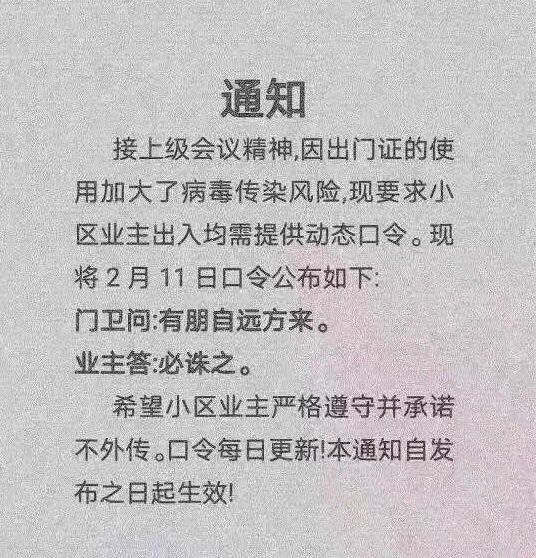 通知
接上级会议精神,因出门证的使
用加大了病毒传染风险,现要求小
区业主出入均需提供动态口令。现
将2月11日口令公布如下:
门卫问:有朋自远方来。
业主答:必诛之。
希望小区业主严格遵守并承诺
不外传。口令每日更新!本通知自发
布之日起生效!